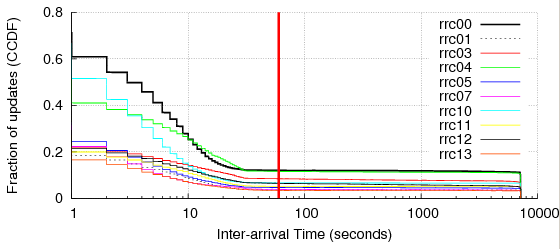 Fraction of updates (CCDF)
0.8
0.6
0.4
0.2
0
rrc00
rrc01
rrc03
rrc04
rrc05
rrc07
rrc10
rrc11
rrc12
rrc13
1 10 100 1000 10000
Inter-arrival Time (seconds)